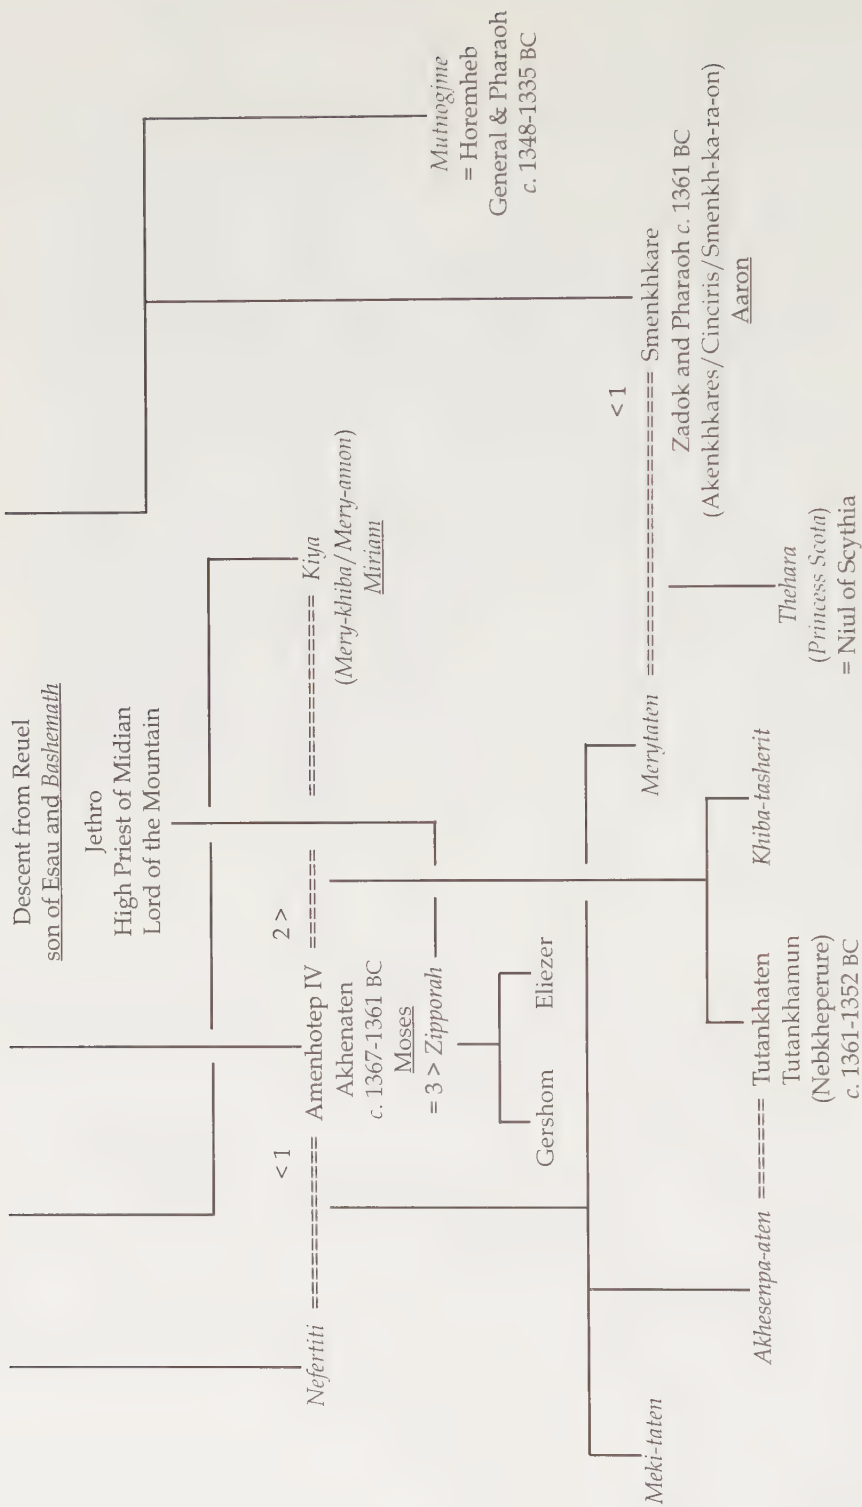 Descent from Reuel
son of Esau and Bashemath
Jethro
High Priest of Midian
Lord of the Mountain
Nefertiti ============ Amenhotep IV ======= ============= Kiya
< 1
2 >
Akhenaten
c. 1367-1361 BC
Moses
= 3 > Zipporah
(Mery-khiba/Mery-amon)
Miriam
Mutnogjme
= Horemheb
General & Pharaoh
c. 1348-1335 BC
Gershom
Eliezer
< 1
Meki-taten
Merytaten ==================== Smenkhkare
Zadok and Pharaoh c. 1361 BC
(Akenkhkares/Cinciris/Smenkh-ka-ra-on)
Aaron
Akhesenpa-aten ======= Tutankhaten
Tutankhamun
(Nebkheperure)
c. 1361-1352 BC
Khiba-tasherit
Thehara
(Princess Scota)
= Niul of Scythia